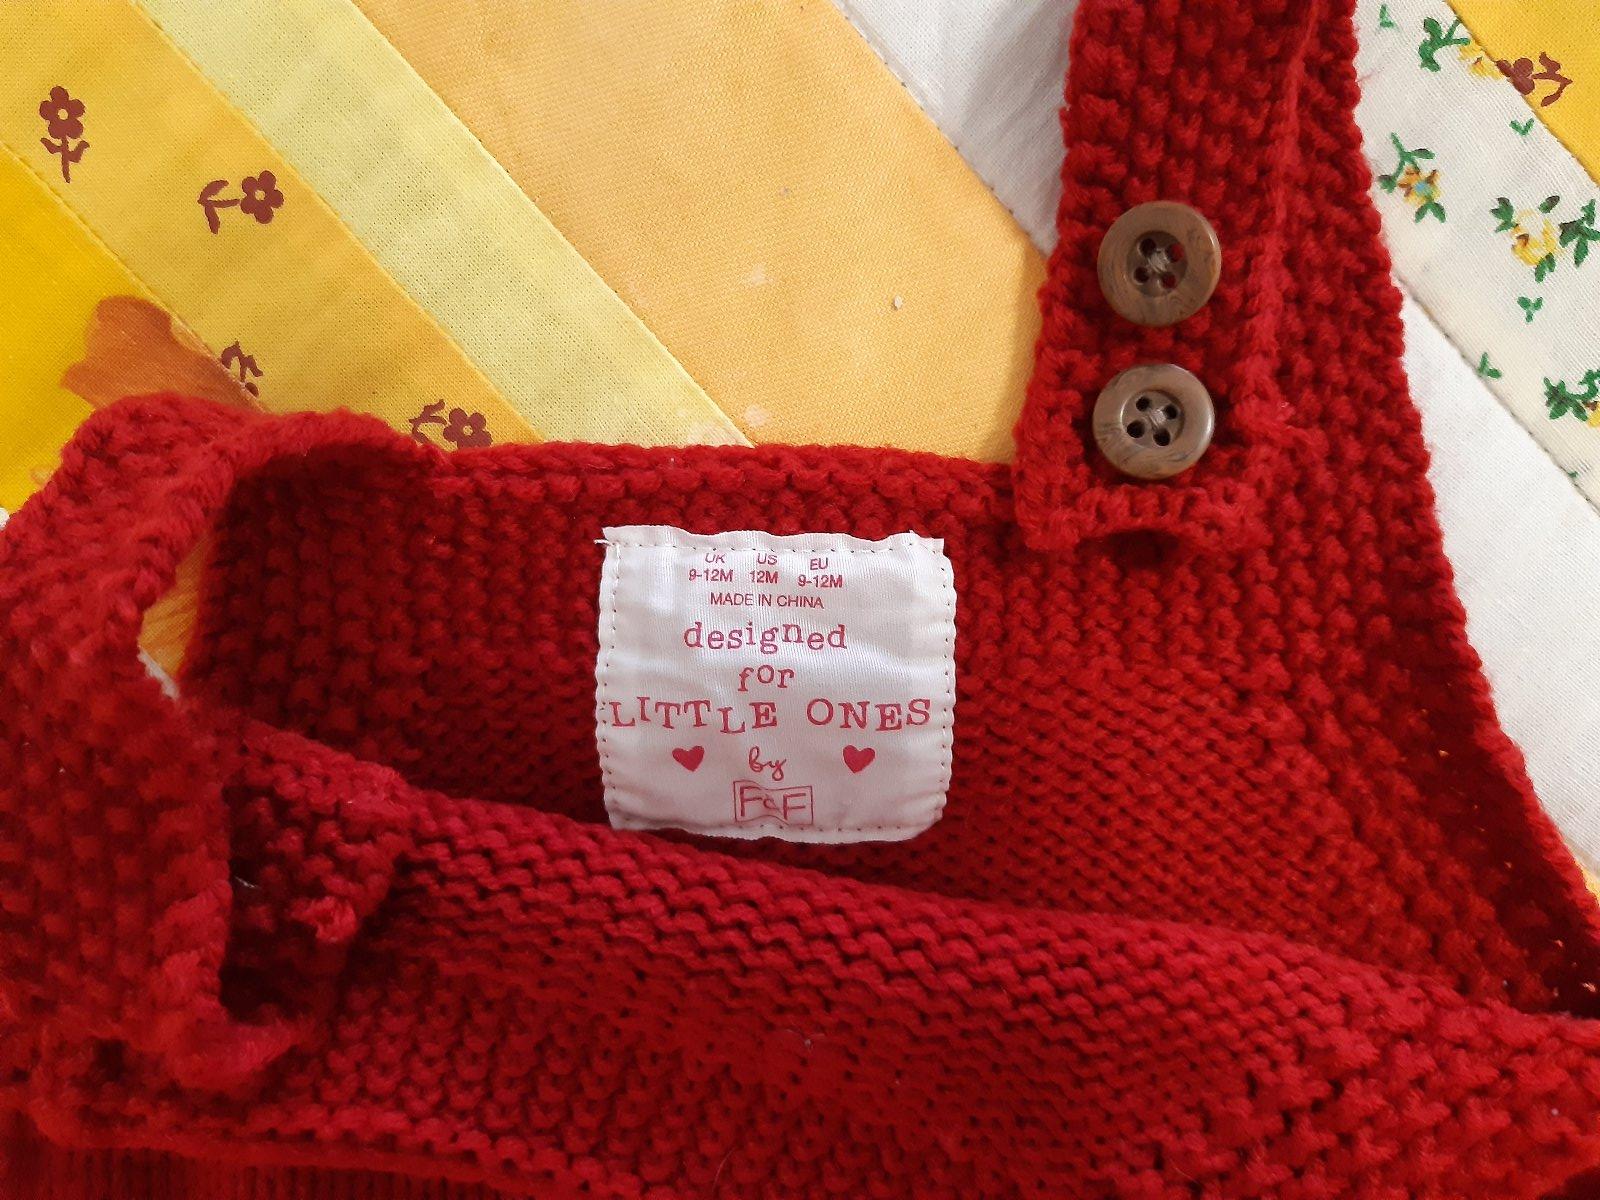 UK US EU
9-12M 12M 9-12M
MADE IN CHINA
designed
for
LITTLE ONES
by
F&F